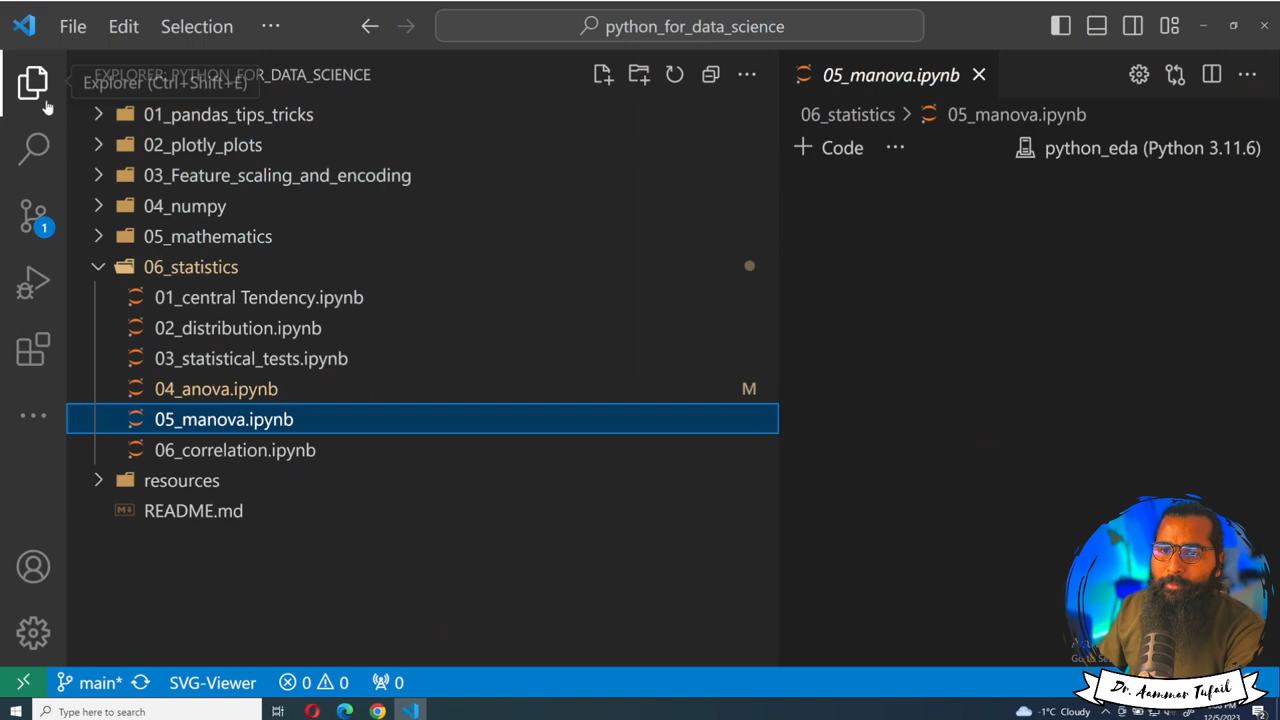 File Edit Selection ··· python_for_data_science
EXPLORER: PYTHON_FOR_DATA_SCIENCE
Explorer (Ctrl+Shift+E)
01_pandas_tips_tricks
02_plotly_plots
03_Feature_scaling_and_encoding
04_numpy
05_mathematics
06_statistics
01_central Tendency.ipynb
02_distribution.ipynb
03_statistical_tests.ipynb
04_anova.ipynb M
05_manova.ipynb
06_correlation.ipynb
resources
README.md
1
05_manova.ipynb
06_statistics > 05_manova.ipynb
+ Code ··· python_eda (Python 3.11.6)
Dr. Aammar Tufail
main* SVG-Viewer 0 0 0
Type here to search
-1°C Cloudy